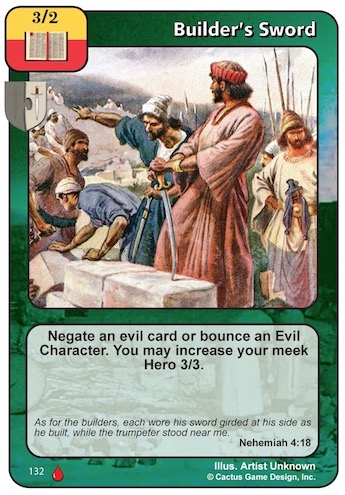 3/2
Builder's Sword
Negate an evil card or bounce an Evil
Character. You may increase your meek
Hero 3/3.
As for the builders, each wore his sword girded at his side as
he built, while the trumpeter stood near me.
Nehemiah 4:18
Illus. Artist Unknown
132
© Cactus Game Design, Inc.